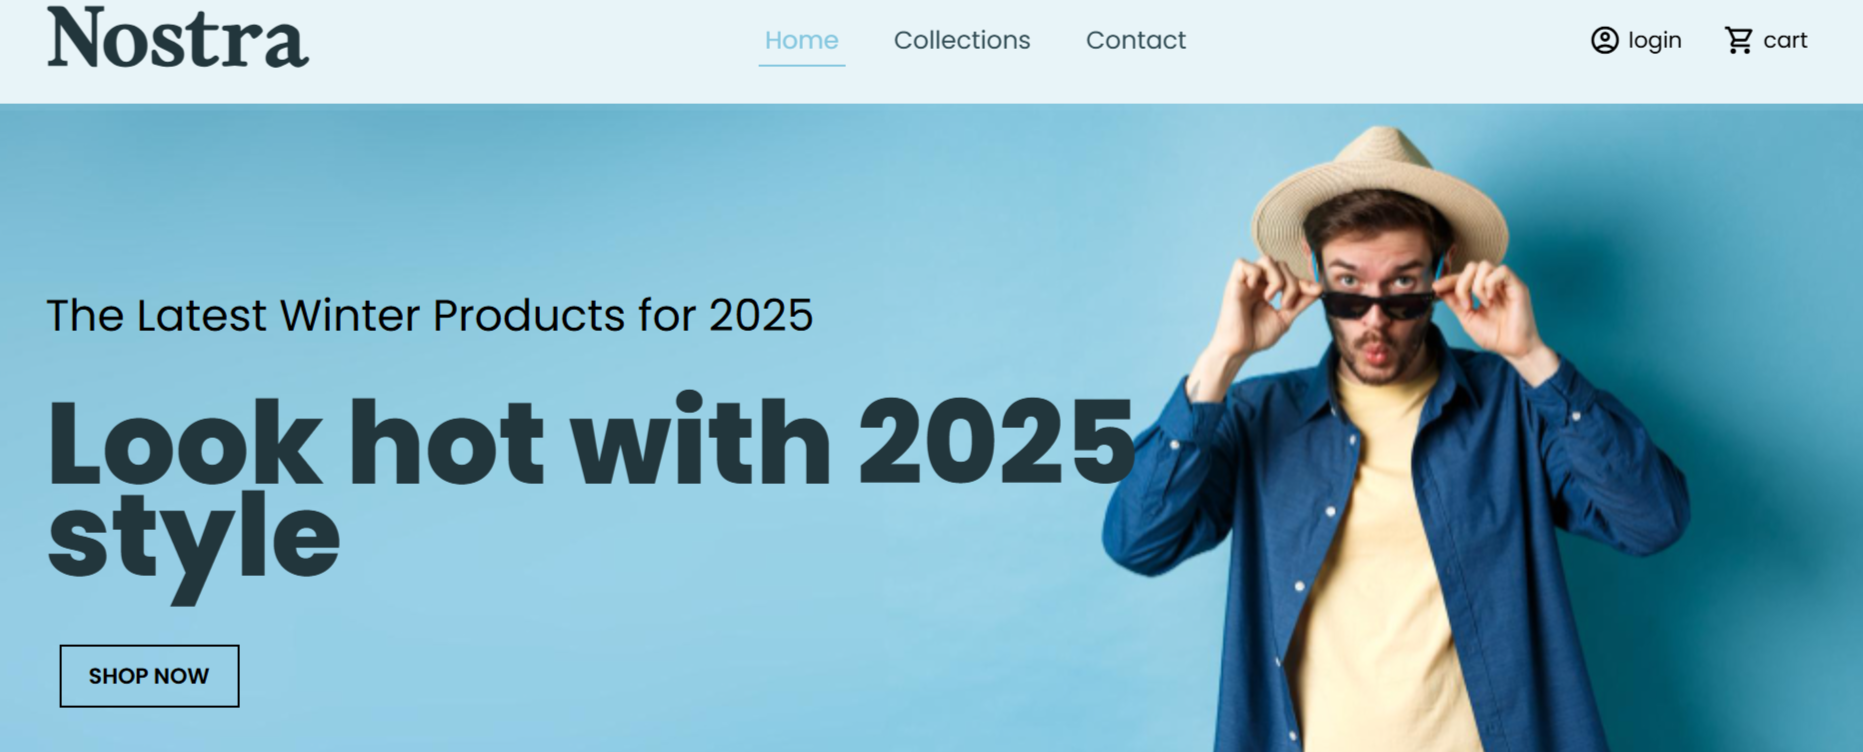 Nostra
Home
Collections
Contact
login
cart
The Latest Winter Products for 2025
Look hot with 2025
style
SHOP NOW